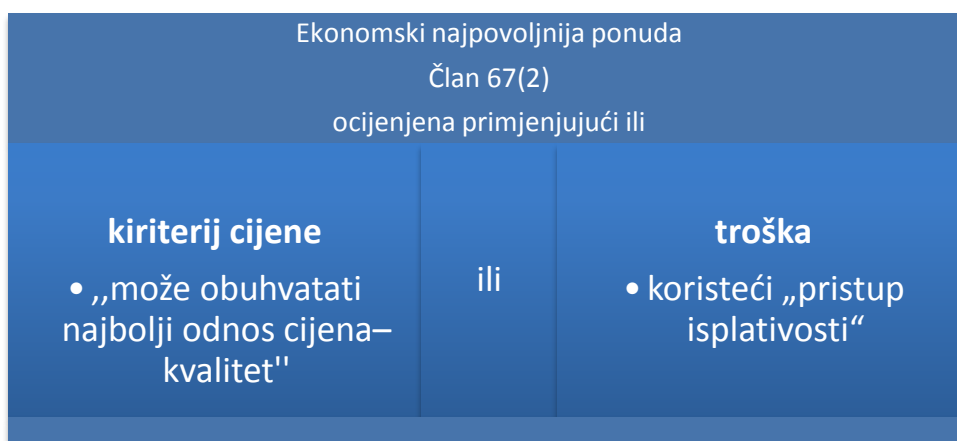 Ekonomski najpovoljnija ponuda
Član 67(2)
ocijenjena primjenjujući ili
kiriterij cijene
• ,,može obuhvatati
najbolji odnos cijena–
kvalitet''
ili
troška
• koristeći „pristup
isplativosti“